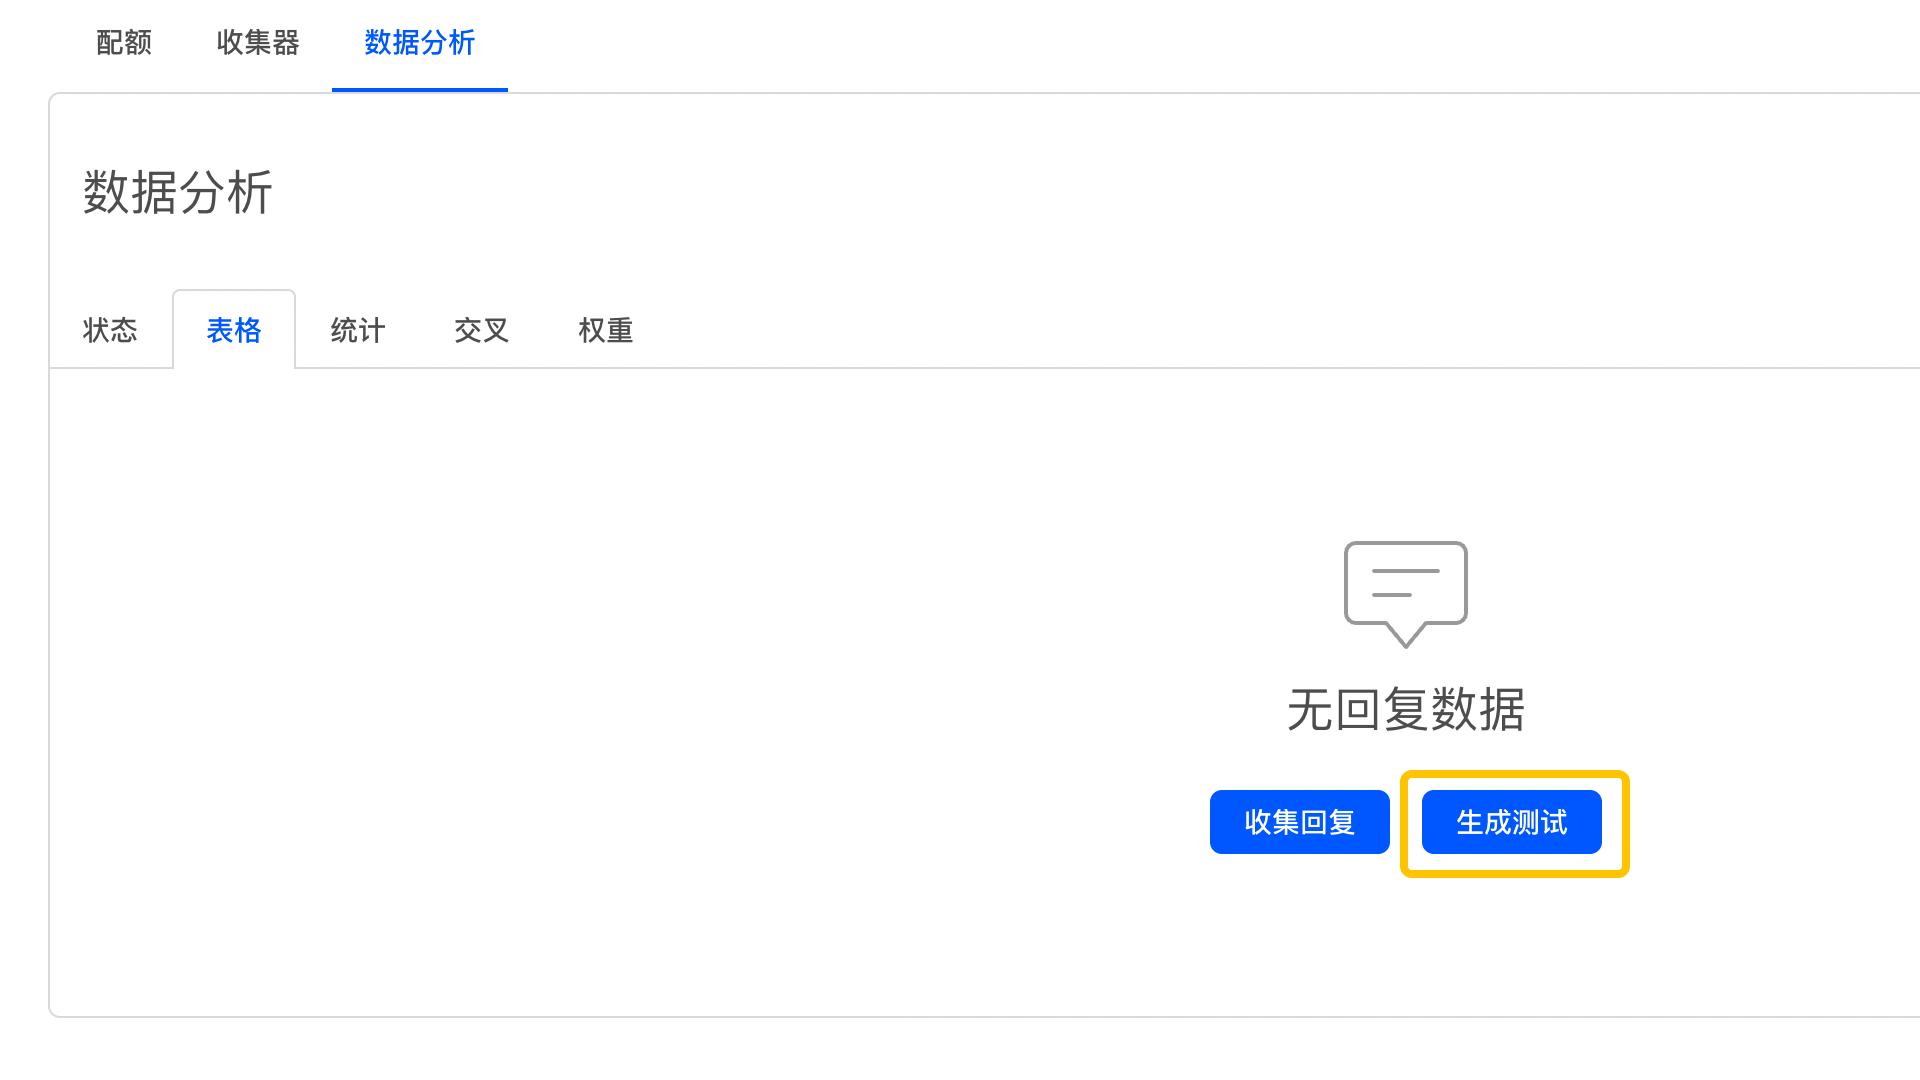 配额 收集器 数据分析
数据分析
状态 表格 统计 交叉 权重
无回复数据
收集回复 生成测试